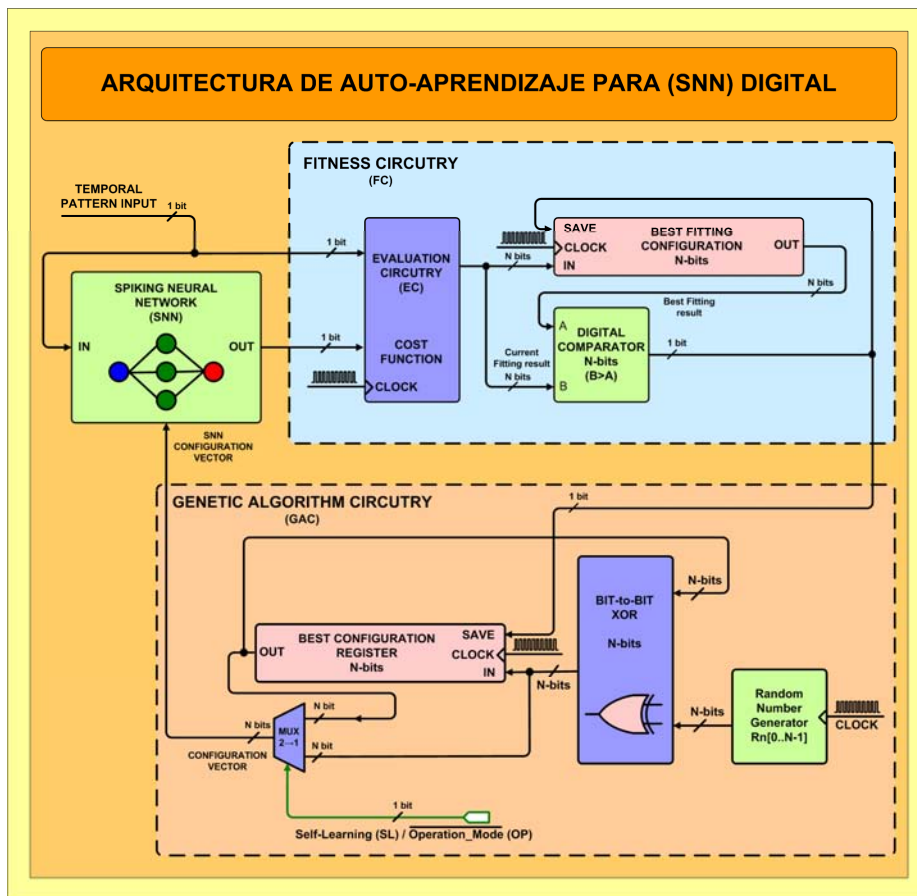 ARQUITECTURA DE AUTO-APRENDIZAJE PARA (SNN) DIGITAL
FITNESS CIRCUTRY
(FC)
TEMPORAL
PATTERN INPUT
1 bit
1 bit
EVALUATION
CIRCUTRY
(EC)
COST
FUNCTION
CLOCK
N bits
SAVE
CLOCK
IN
BEST FITTING
CONFIGURATION
N-bits
OUT
N bits
Best Fitting
result
SPIKING NEURAL
NETWORK
(SNN)
IN
OUT
1 bit
A
B
DIGITAL
COMPARATOR
N-bits
(B>A)
1 bit
Current
Fitting result
N bits
SNN
CONFIGURATION
VECTOR
GENETIC ALGORITHM CIRCUTRY
(GAC)
1 bit
N-bits
BIT-to-BIT
XOR
N-bits
OUT
BEST CONFIGURATION
REGISTER
N-bits
SAVE
CLOCK
IN
N-bits
N-bits
Random
Number
Generator
Rn[0..N-1]
CLOCK
N bits
CONFIGURATION
VECTOR
MUX
2→1
N bit
N bit
1 bit
Self-Learning (SL) / Operation_Mode (OP)